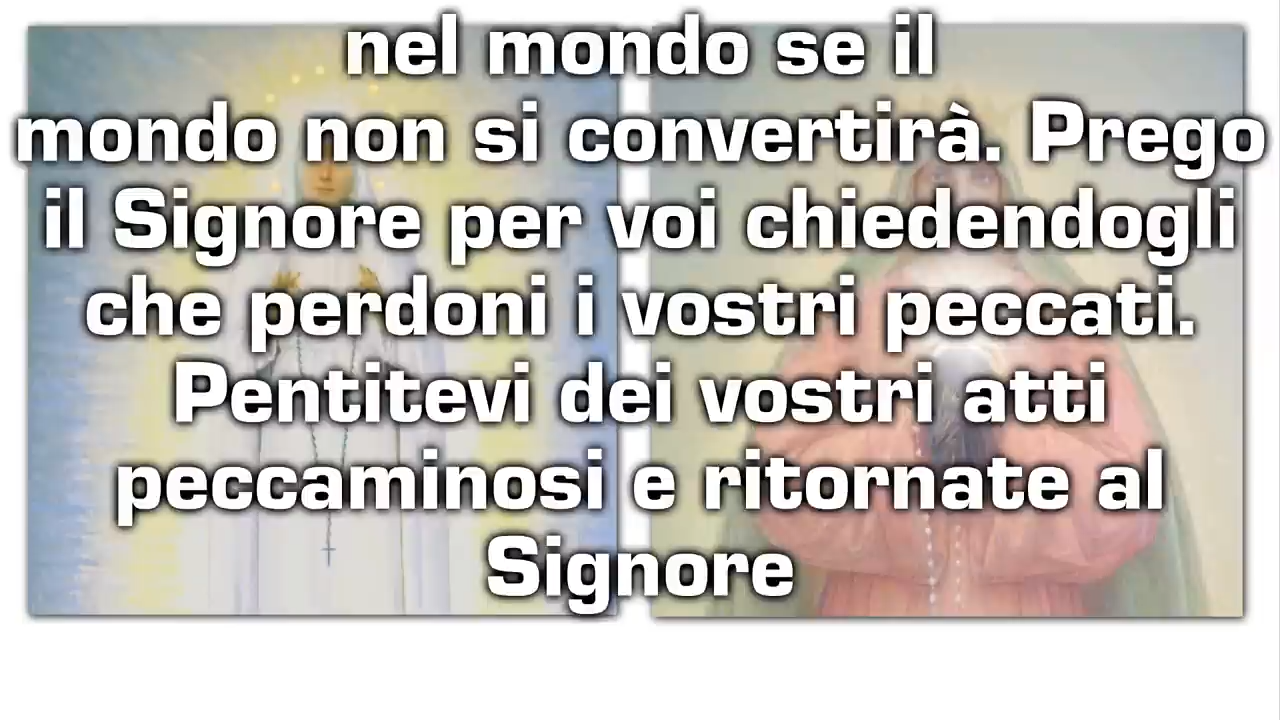 nel mondo se il
mondo non si convertirà. Prego
il Signore per voi chiedendogli
che perdoni i vostri peccati.
Pentitevi dei vostri atti
peccaminosi e ritornate al
Signore